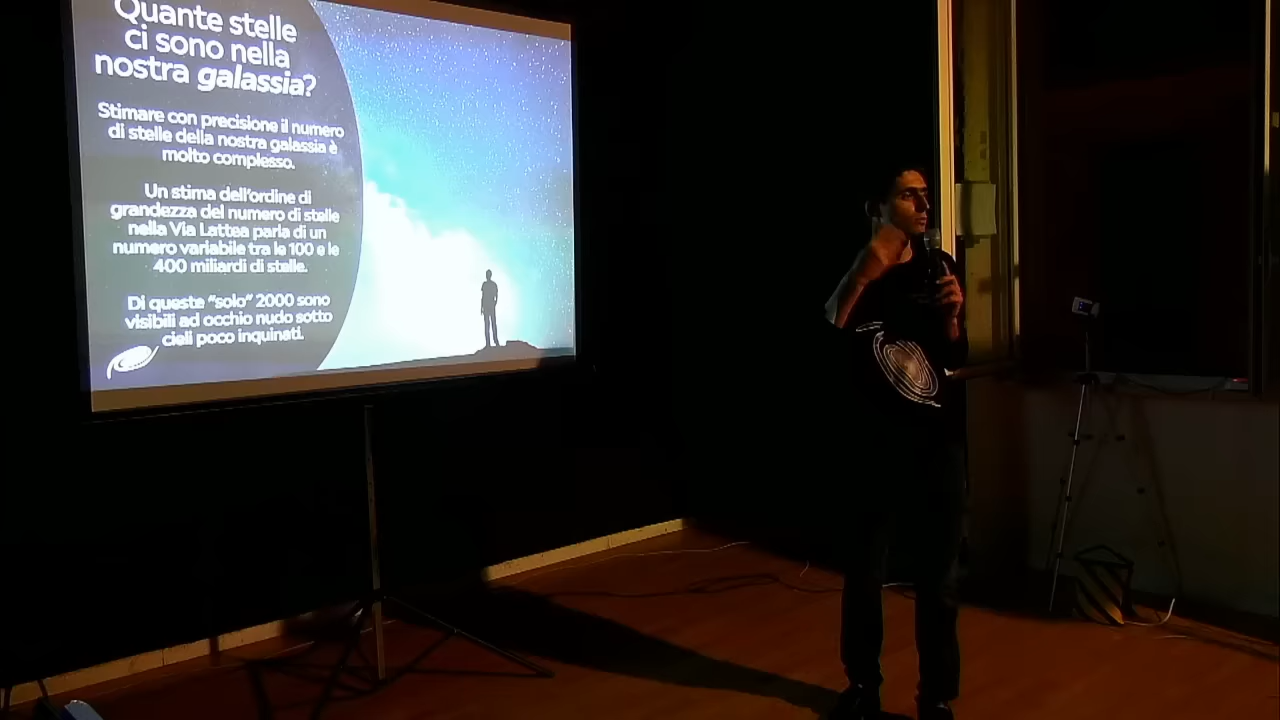 Quante stelle
ci sono nella
nostra galassia?
Stimare con precisione il numero
di stelle della nostra galassia è
molto complesso.
Un stima dell'ordine di
grandezza del numero di stelle
nella Via Lattea parla di un
numero variabile tra le 100 e le
400 miliardi di stelle.
Di queste "solo" 2000 sono
visibili ad occhio nudo sotto
cieli poco inquinati.